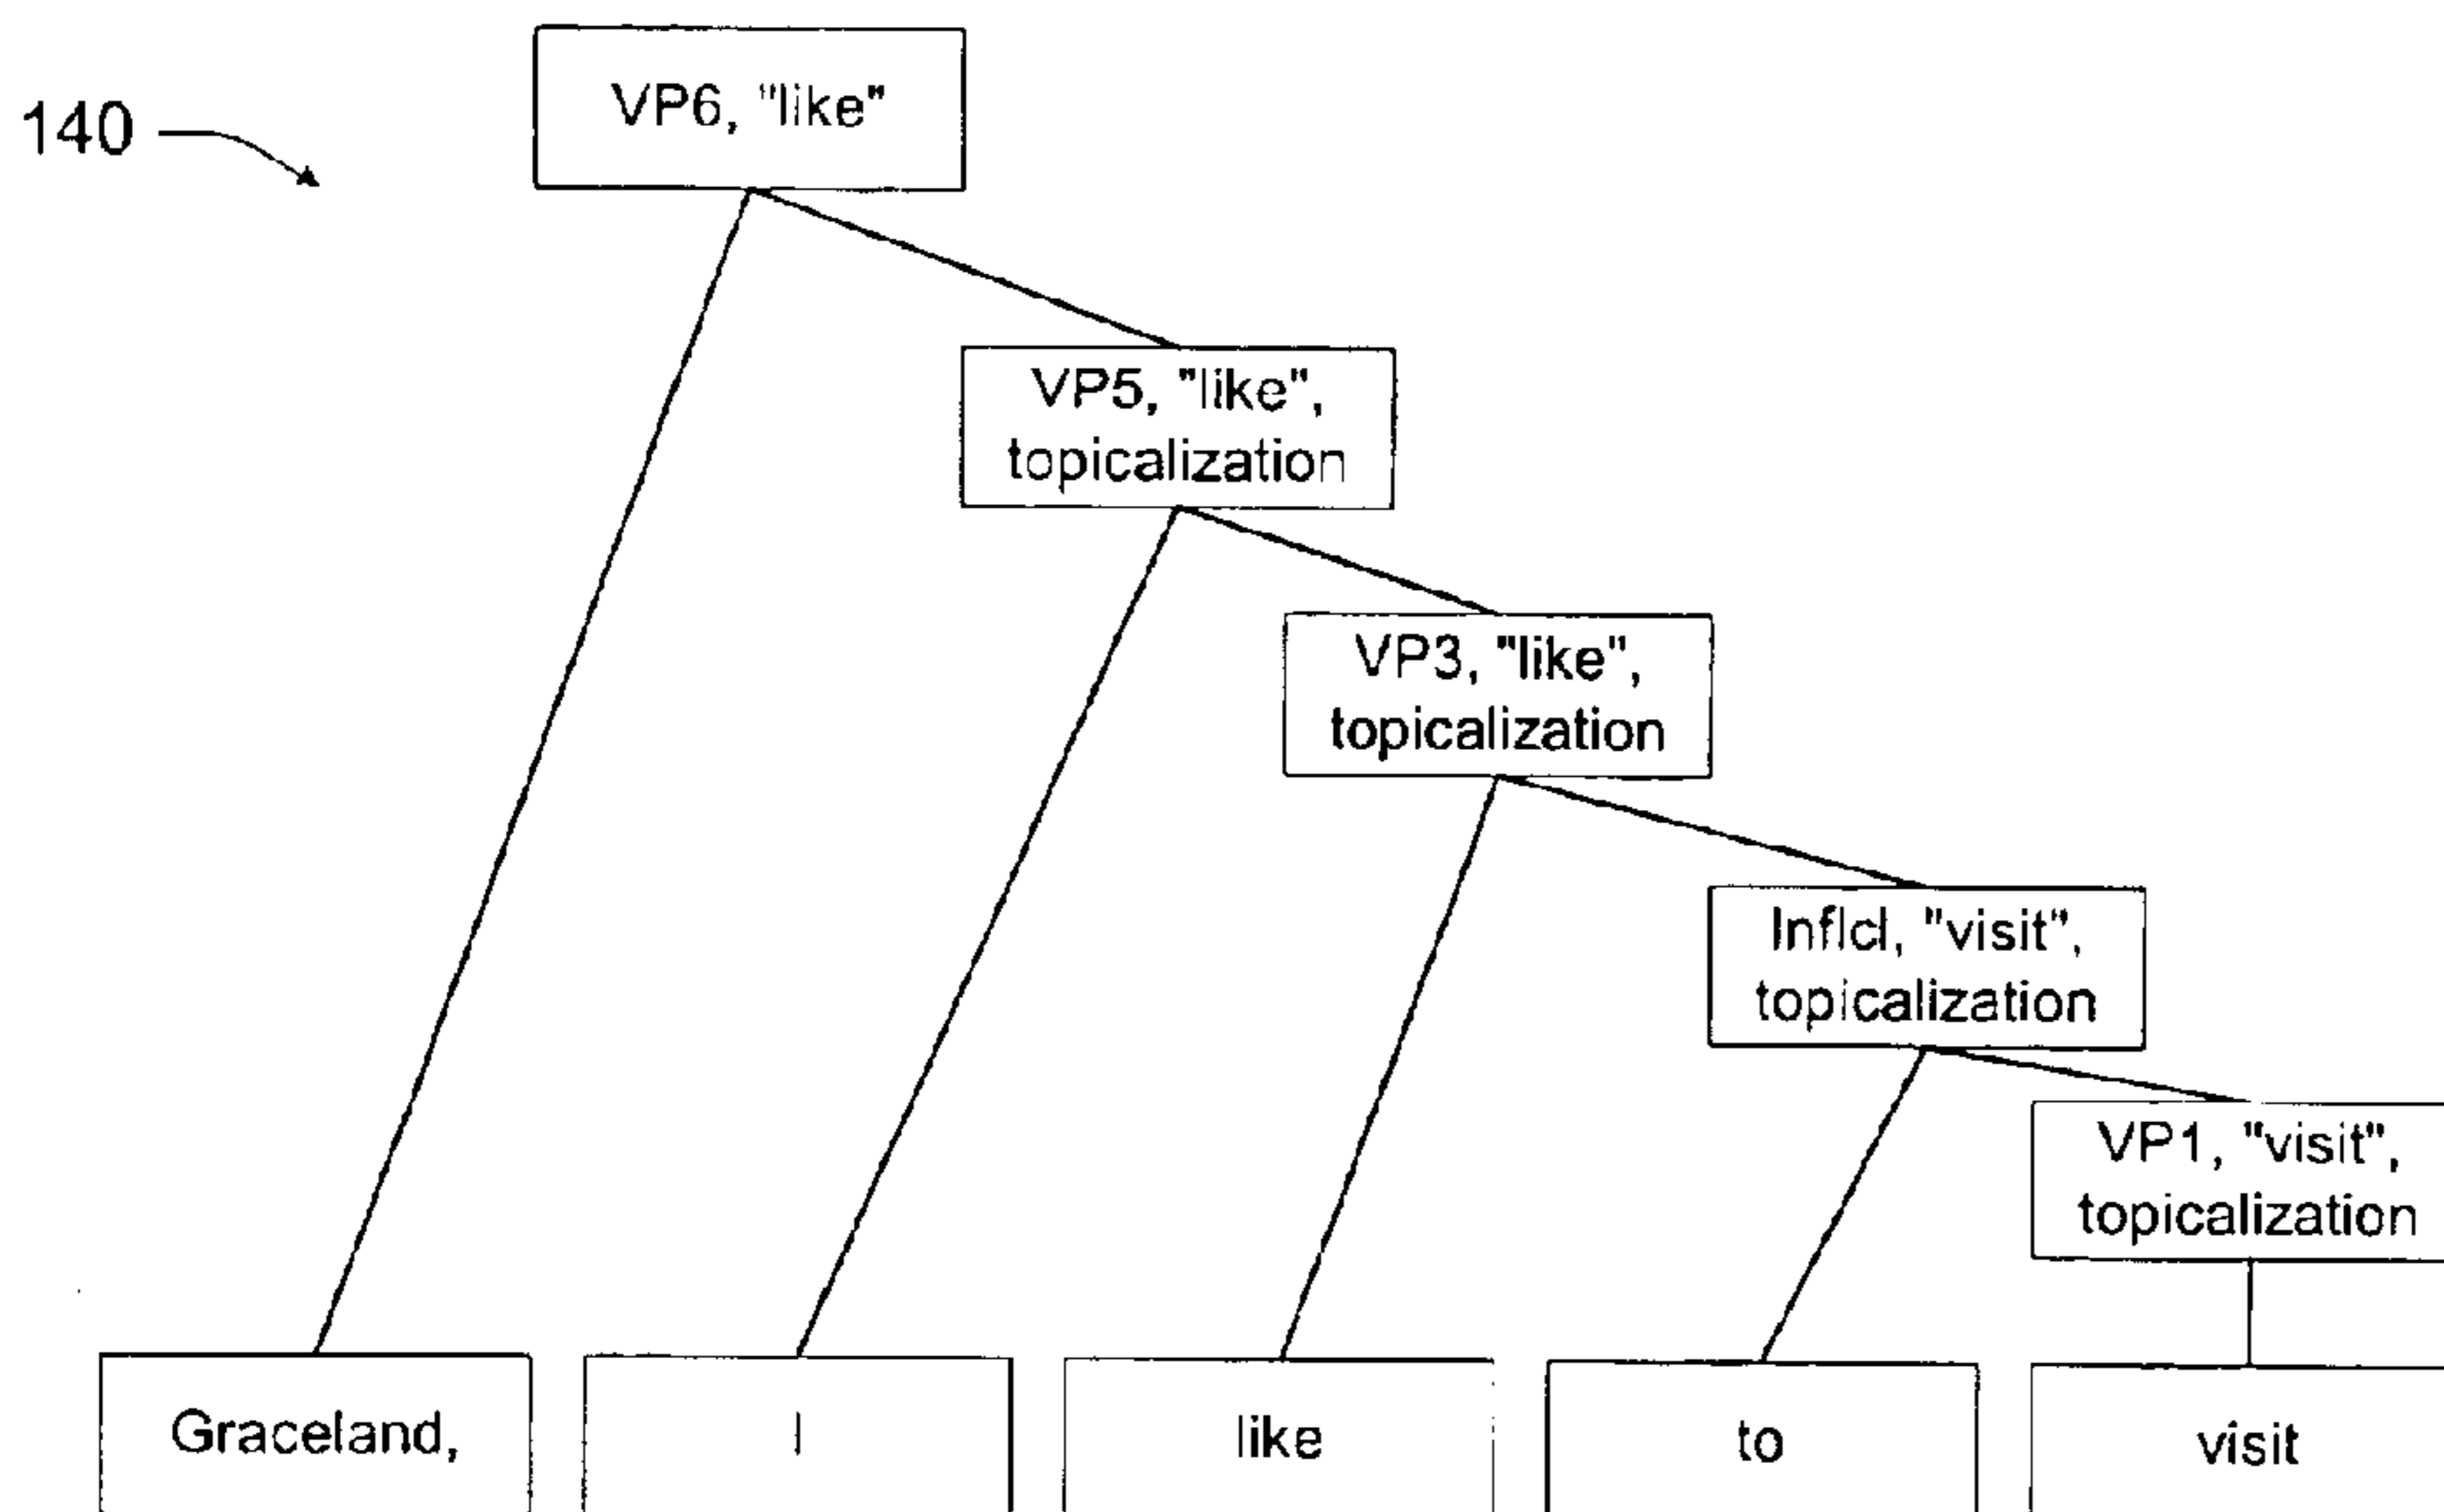 VP6, "like"
140
VP5, "like",
topicalization
VP3, "like",
topicalization
Inflcl, "visit",
topicalization
VP1, "visit",
topicalization
Graceland,
I
like
to
visit